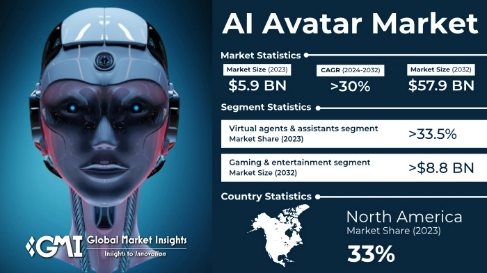 AI Avatar Market
Market Statistics
Market Size (2023)
$5.9 BN
CAGR (2024-2032)
>30%
Market Size (2032)
$57.9 BN
Segment Statistics
Virtual agents & assistants segment
Market Share (2023)
>33.5%
Gaming & entertainment segment
Market Size (2032)
>$8.8 BN
Country Statistics
North America
Market Share (2023)
33%
GMI
Global Market Insights
Insights to Innovation